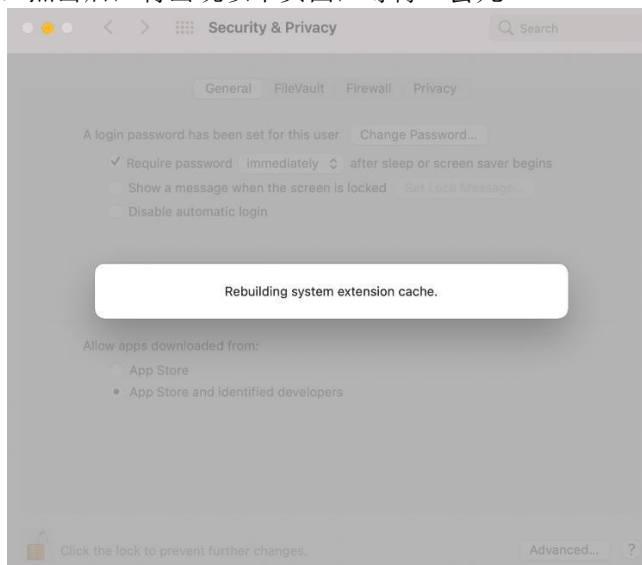 Security & Privacy
Search
General FileVault Firewall Privacy
A login password has been set for this user Change Password...
Require password immediately after sleep or screen saver begins
Show a message when the screen is locked Set Lock Message...
Disable automatic login
Rebuilding system extension cache.
Allow apps downloaded from:
App Store
App Store and identified developers
Click the lock to prevent further changes.
Advanced... ?